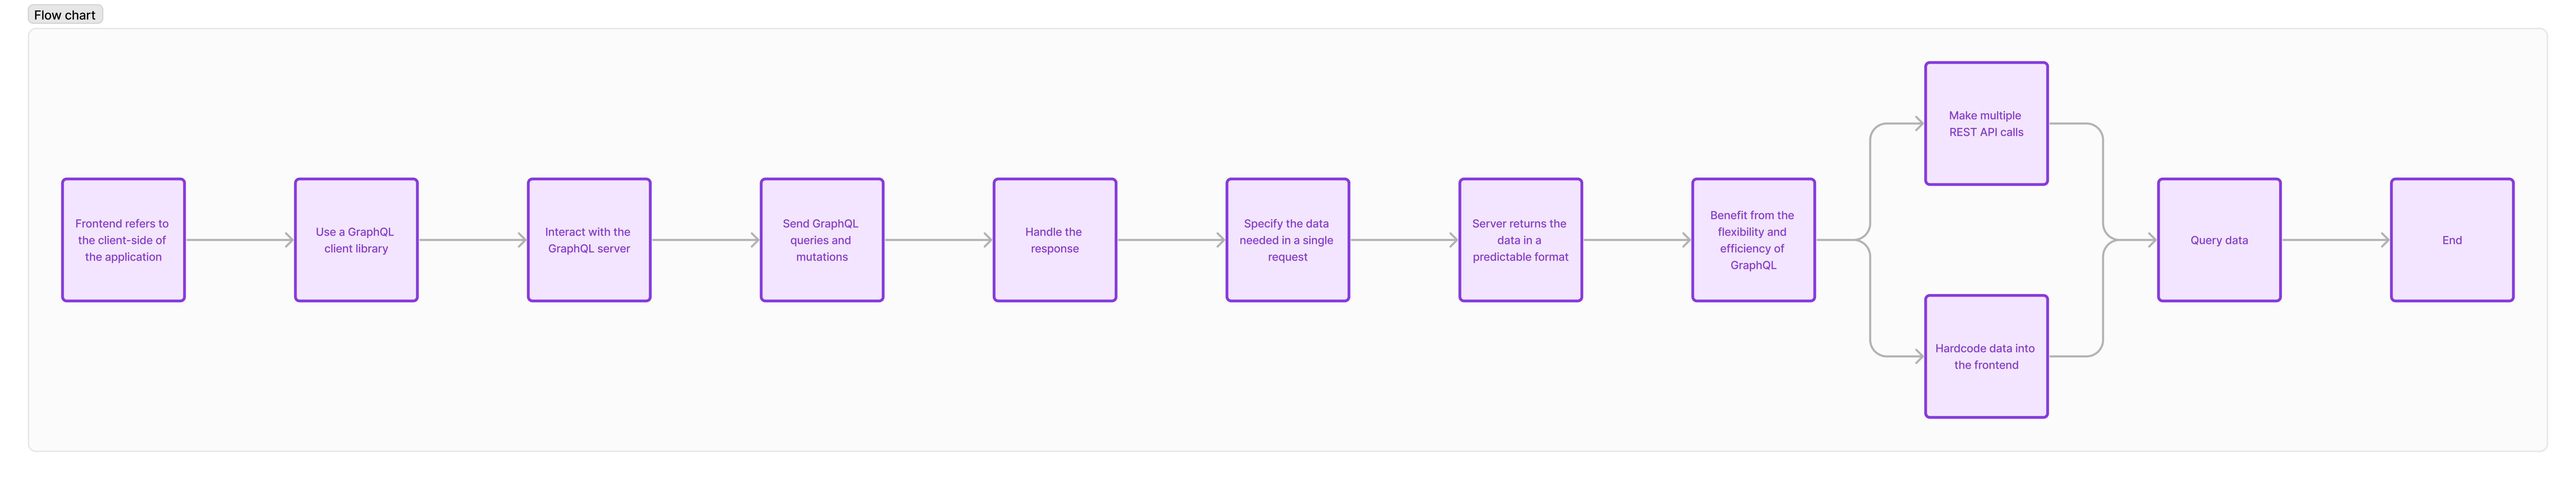 Flow chart
Frontend refers to
the client-side of
the application
Use a GraphQL
client library
Interact with the
GraphQL server
Send GraphQL
queries and
mutations
Handle the
response
Specify the data
needed in a single
request
Server returns the
data in a
predictable format
Benefit from the
flexibility and
efficiency of
GraphQL
Make multiple
REST API calls
Hardcode data into
the frontend
Query data
End